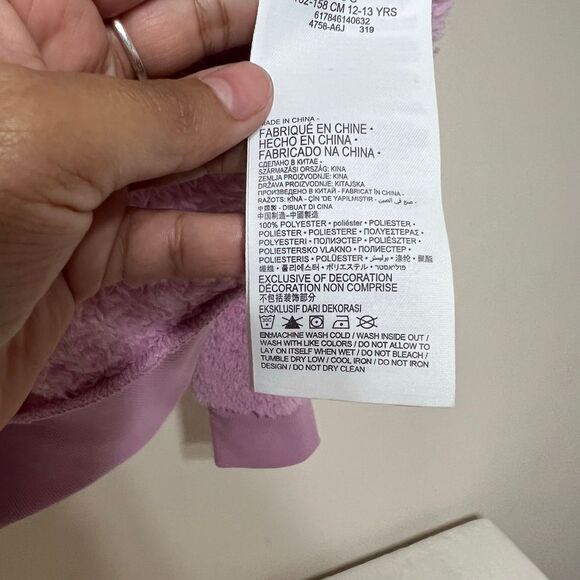 158 CM 12-13 YRS
617846140632
4758-A6J 319
MADE IN CHINA -
FABRIQUÉ EN CHINE •
HECHO EN CHINA •
FABRICADO NA CHINA •
СДЕЛАНО В КИТАЕ •
SZÁRMAZÁSI ORSZÁG: KINA
ZEMLJA PROIZVODNJE: KINA
DRŽAVA PROIZVODNJE: KITAJSKA
ПРОИЗВЕДЕНО В КИТАЙ - FABRICAT ÎN CHINA •
RAŽOTS: ĶĪNA - ÇİN 'DE YAPILMIŞTIR - صنع في الصين •
中国製 - DIBUAT DI CINA
中国制造-中國製造
100% POLYESTER • poliéster • POLIESTER •
POLIÉSTER • POLIESTERE • ΠΟΛΥΕΣΤΕΡΑΣ •
POLYESTERI • ПОЛИЭСТЕР • POLIÉSZTER •
POLIESTERSKO VLAKNO • ПОЛИЕСТЕР •
POLIESTERIS • POLÜESTER • بوليستر • 涤纶 • 聚酯
纖維 • 폴리에스터 • ポリエステル • פוליאסטר
EXCLUSIVE OF DECORATION
DÉCORATION NON COMPRISE
不包括装饰部分
EKSKLUSIF DARI DEKORASI
EN:MACHINE WASH COLD / WASH INSIDE OUT /
WASH WITH LIKE COLORS / DO NOT ALLOW TO
LAY ON ITSELF WHEN WET / DO NOT BLEACH /
TUMBLE DRY LOW / COOL IRON / DO NOT IRON
DESIGN / DO NOT DRY CLEAN